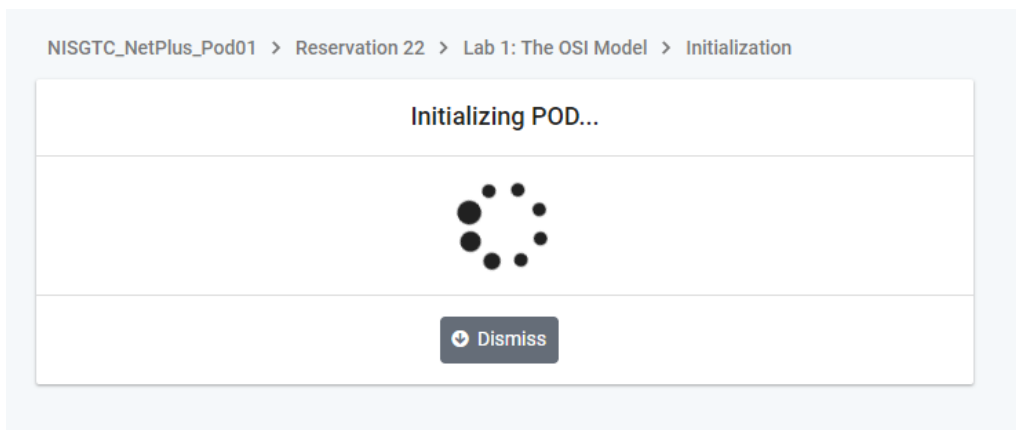 NISGTC_NetPlus_Pod01 > Reservation 22 > Lab 1: The OSI Model > Initialization
Initializing POD...
Dismiss